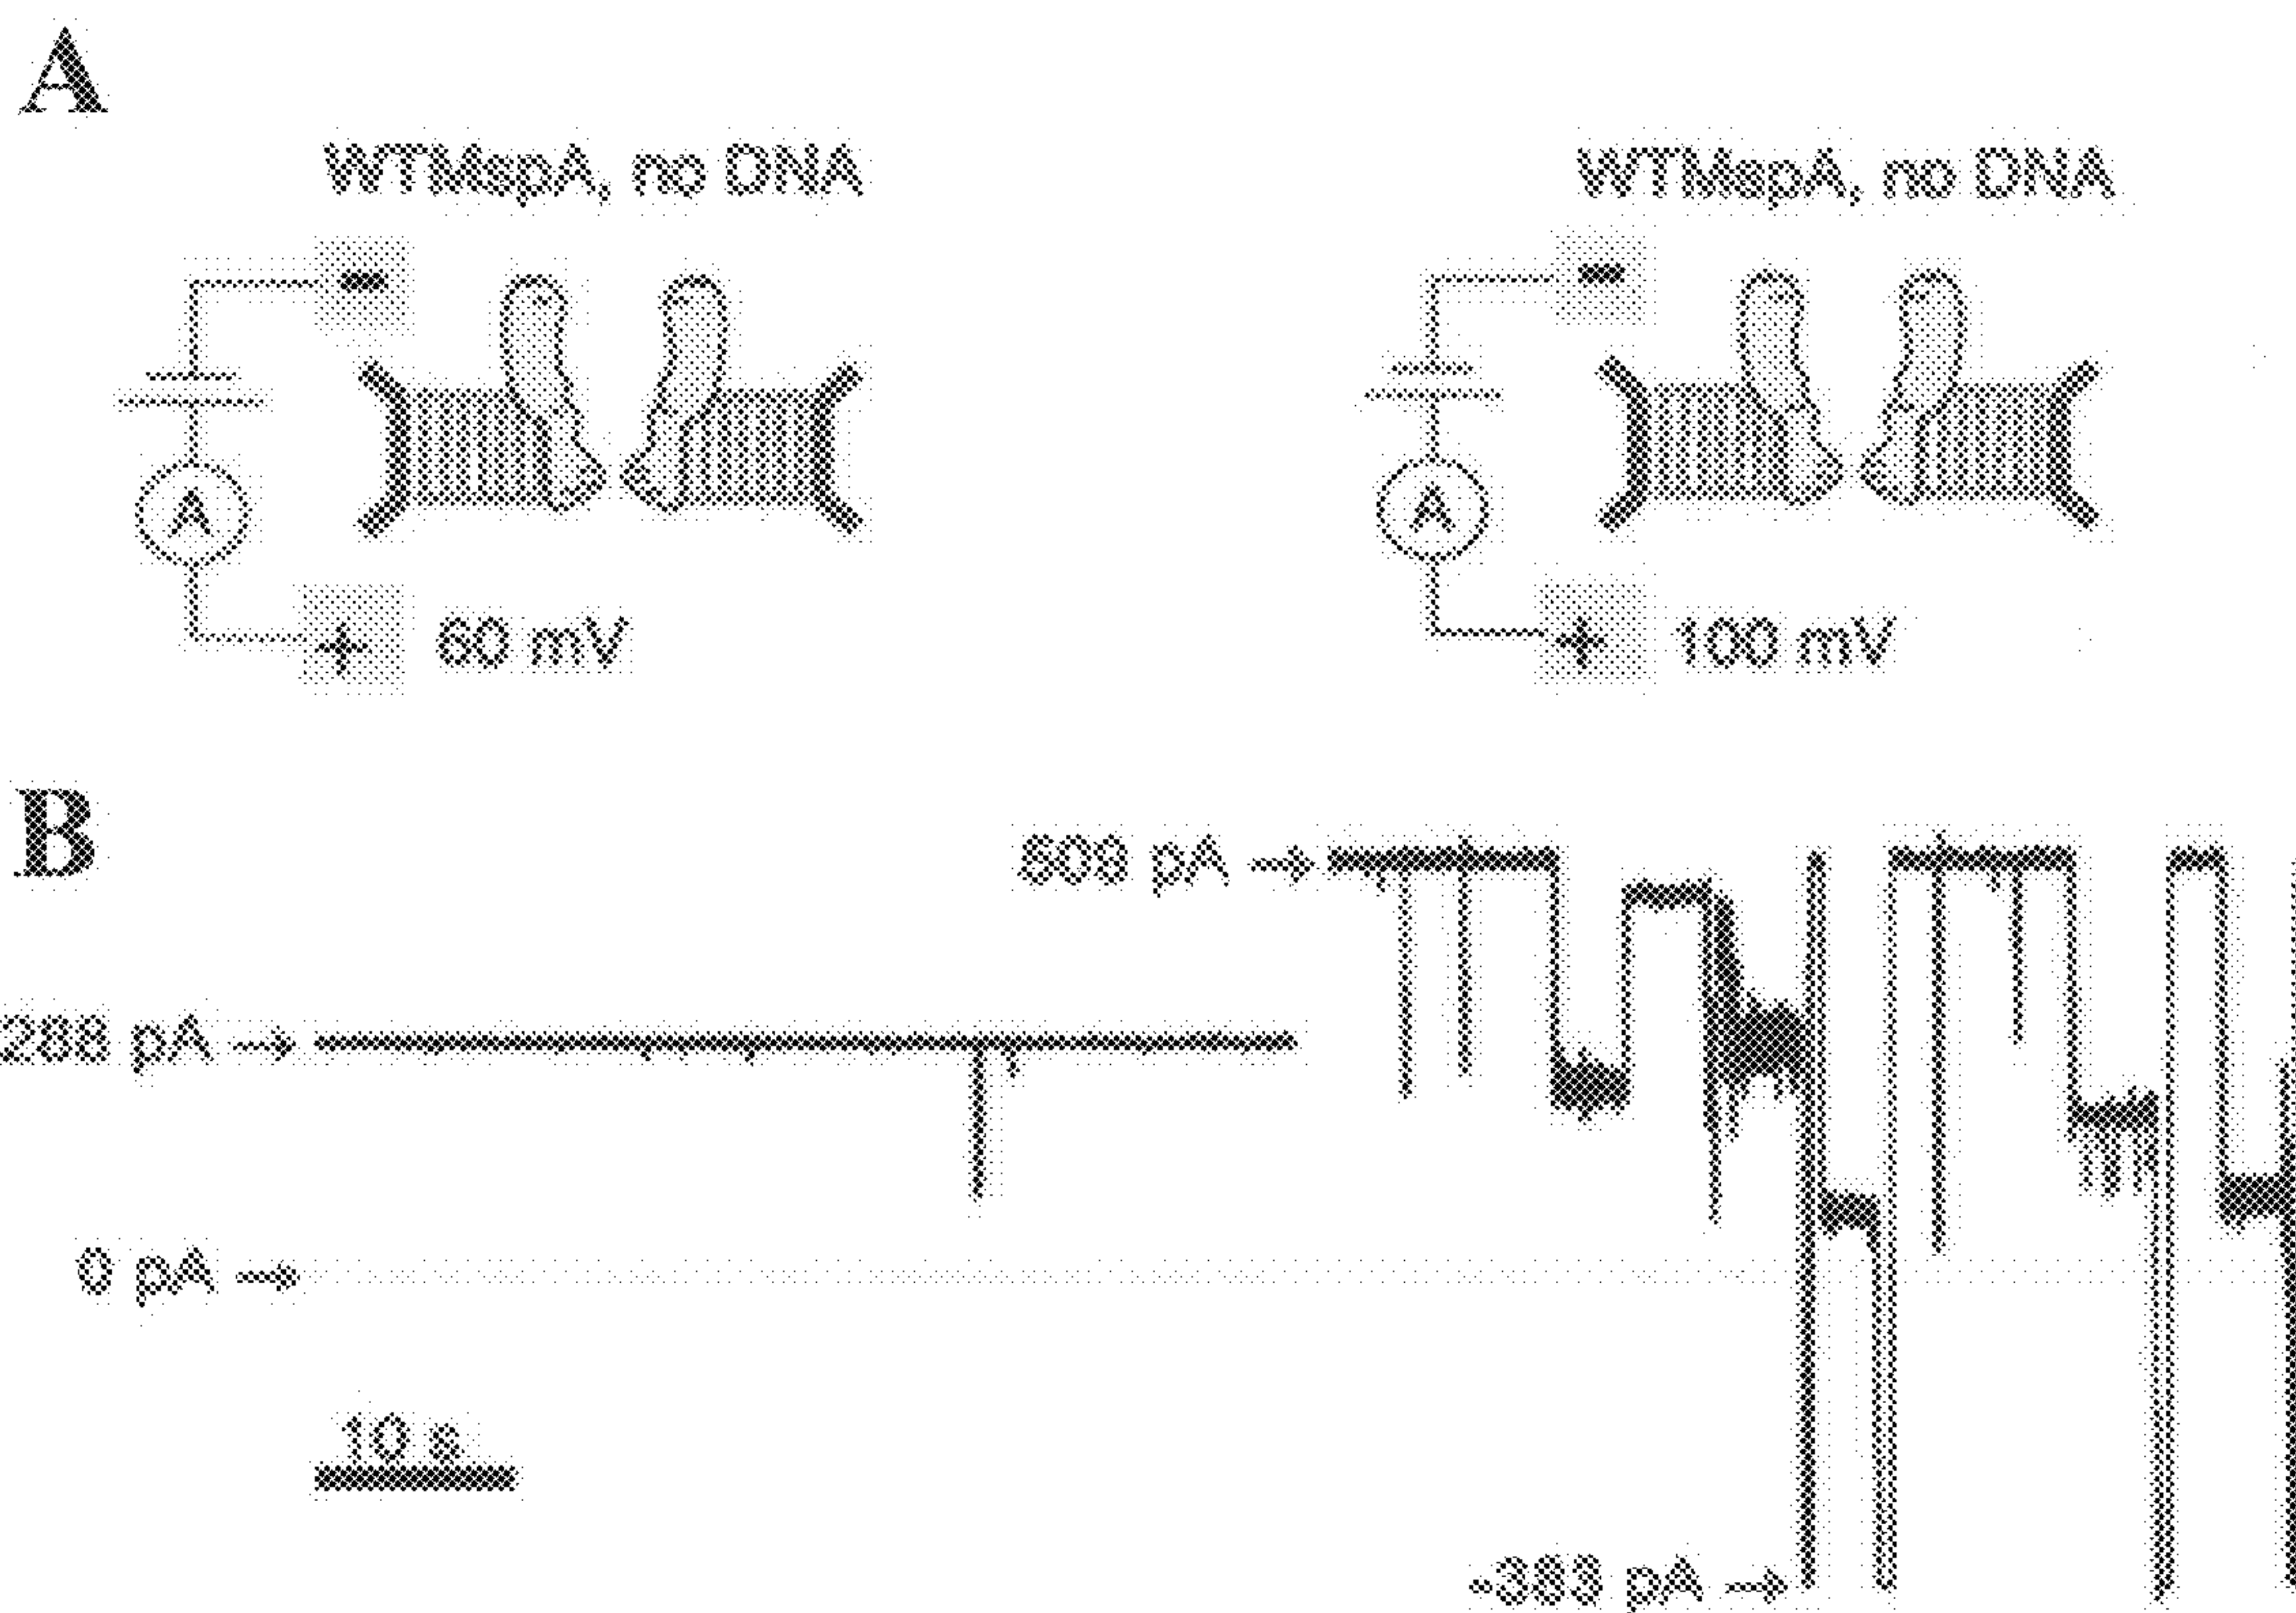 A
WTMspA, no DNA
WTMspA, no DNA
-
-
A
A
+ 60 mV
+ 100 mV
B
509 pA →
288 pA →
0 pA →
10 s
-383 pA →